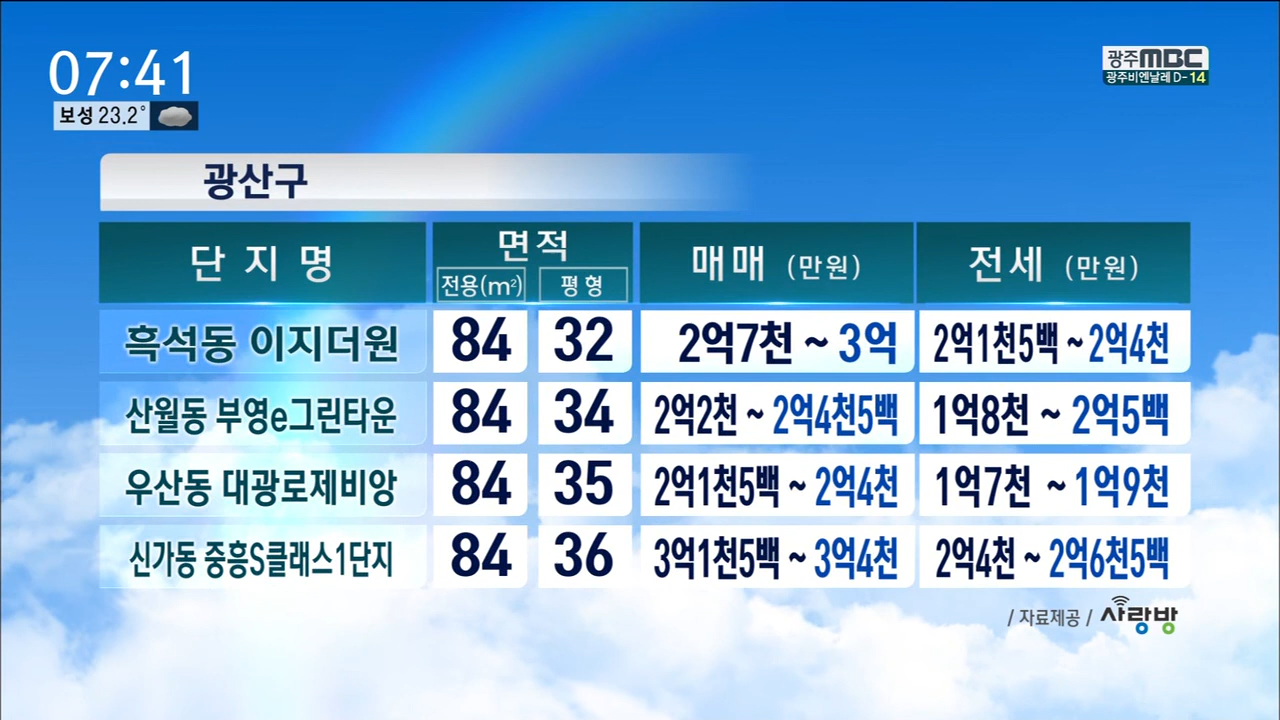 07:41
보성 23.2°
광주MBC
광주비엔날레 D-14
광산구
단지명 면적 매매 (만원) 전세 (만원)
전용(m²) 평형
흑석동 이지더원 84 32 2억7천 ~ 3억 2억1천5백 ~ 2억4천
산월동 부영e그린타운 84 34 2억2천 ~ 2억4천5백 1억8천 ~ 2억5백
우산동 대광로제비앙 84 35 2억1천5백 ~ 2억4천 1억7천 ~ 1억9천
신가동 중흥S클래스1단지 84 36 3억1천5백 ~ 3억4천 2억4천 ~ 2억6천5백
/ 자료제공 / 사랑방